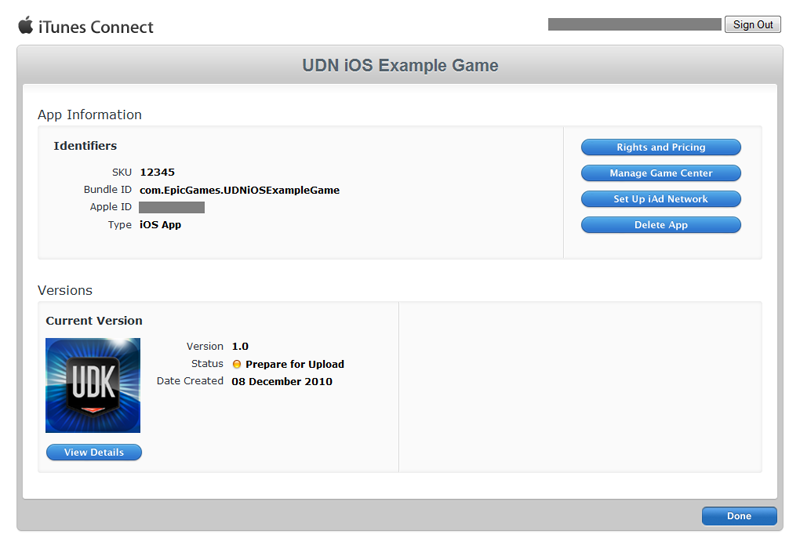 iTunes Connect
Sign Out
UDN iOS Example Game
App Information
Identifiers
SKU 12345
Bundle ID com.EpicGames.UDNiOSExampleGame
Apple ID
Type iOS App
Rights and Pricing
Manage Game Center
Set Up iAd Network
Delete App
Versions
Current Version
UDK
Version 1.0
Status Prepare for Upload
Date Created 08 December 2010
View Details
Done